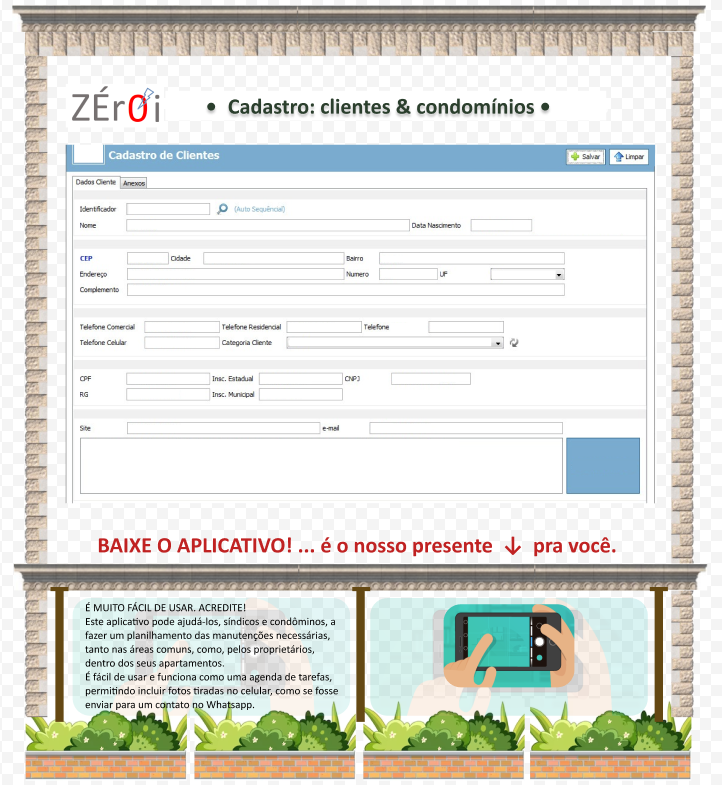 ZÉr0i
• Cadastro: clientes & condomínios •
Cadastro de Clientes
Salvar
Limpar
Dados Cliente
Anexos
Identificador
(Auto Sequêncial)
Nome
Data Nascimento
CEP
Cidade
Bairro
Endereço
Numero
UF
Complemento
Telefone Comercial
Telefone Residencial
Telefone
Telefone Celular
Categoria Cliente
CPF
Insc. Estadual
CNPJ
RG
Insc. Municipal
Site
e-mail
BAIXE O APLICATIVO! ... é o nosso presente ↓ pra você.
É MUITO FÁCIL DE USAR. ACREDITE!
Este aplicativo pode ajudá-los, síndicos e condôminos, a
fazer um planilhamento das manutenções necessárias,
tanto nas áreas comuns, como, pelos proprietários,
dentro dos seus apartamentos.
É fácil de usar e funciona como uma agenda de tarefas,
permitindo incluir fotos tiradas no celular, como se fosse
enviar para um contato no Whatsapp.